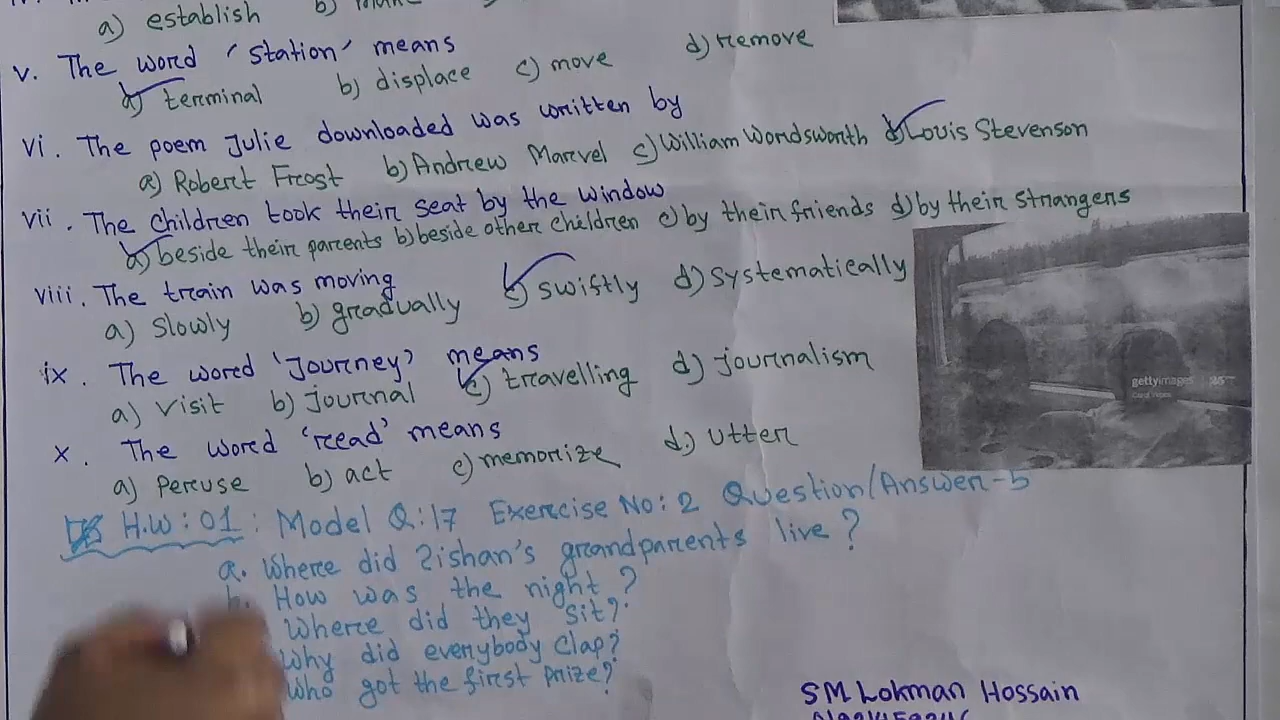 a) establish b)
v. The word 'station' means
a) terminal b) displace c) move d) remove
vi. The poem Julie downloaded was written by
a) Robert Frost b) Andrew Marvel c) William Wordsworth d) Louis Stevenson
vii. The children took their seat by the window
a) beside their parents b) beside other children c) by their friends d) by their strangers
viii. The train was moving
a) slowly b) gradually c) swiftly d) systematically
ix. The word 'Journey' means
a) visit b) journal c) travelling d) journalism
x. The word 'read' means
a) Peruse b) act c) memorize d) utter
gettyimages
H.W: 01: Model Q: 17 Exercise No: 2 Question/Answer-5
a. Where did Zishan's grandparents live?
b. How was the night?
Where did they sit?
Why did everybody clap?
Who got the first prize?
SM Lokman Hossain